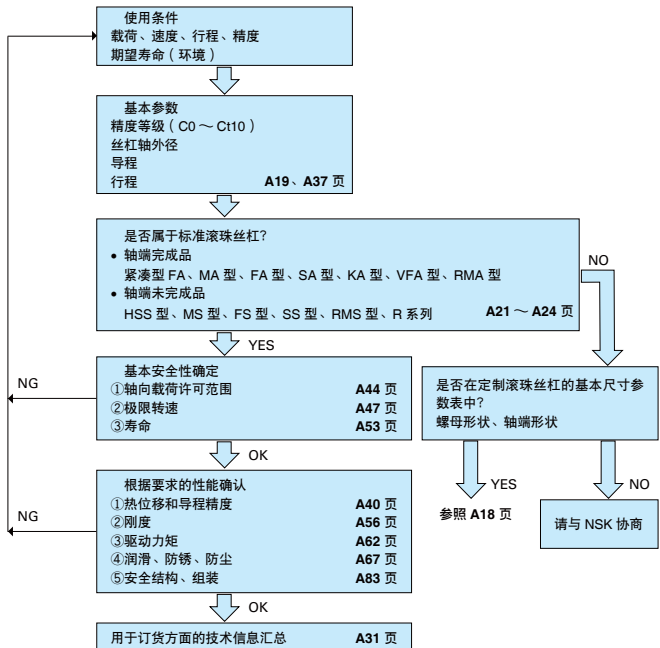 使用条件
载荷、速度、行程、精度
期望寿命（环境）
基本参数
精度等级（C0 ～ Ct10）
丝杠轴外径
导程
行程 A19、A37 页
是否属于标准滚珠丝杠？
• 轴端完成品
紧凑型 FA、MA 型、FA 型、SA 型、KA 型、VFA 型、RMA 型
• 轴端未完成品
HSS 型、MS 型、FS 型、SS 型、RMS 型、R 系列 A21 ～ A24 页
NO
YES
基本安全性确定
①轴向载荷许可范围 A44 页
②极限转速 A47 页
③寿命 A53 页
NG
是否在定制滚珠丝杠的基本尺寸参
数表中？
螺母形状、轴端形状
OK
YES
NO
参照 A18 页
请与 NSK 协商
根据要求的性能确认
①热位移和导程精度 A40 页
②刚度 A56 页
③驱动力矩 A62 页
④润滑、防锈、防尘 A67 页
⑤安全结构、组装 A83 页
NG
OK
用于订货方面的技术信息汇总 A31 页